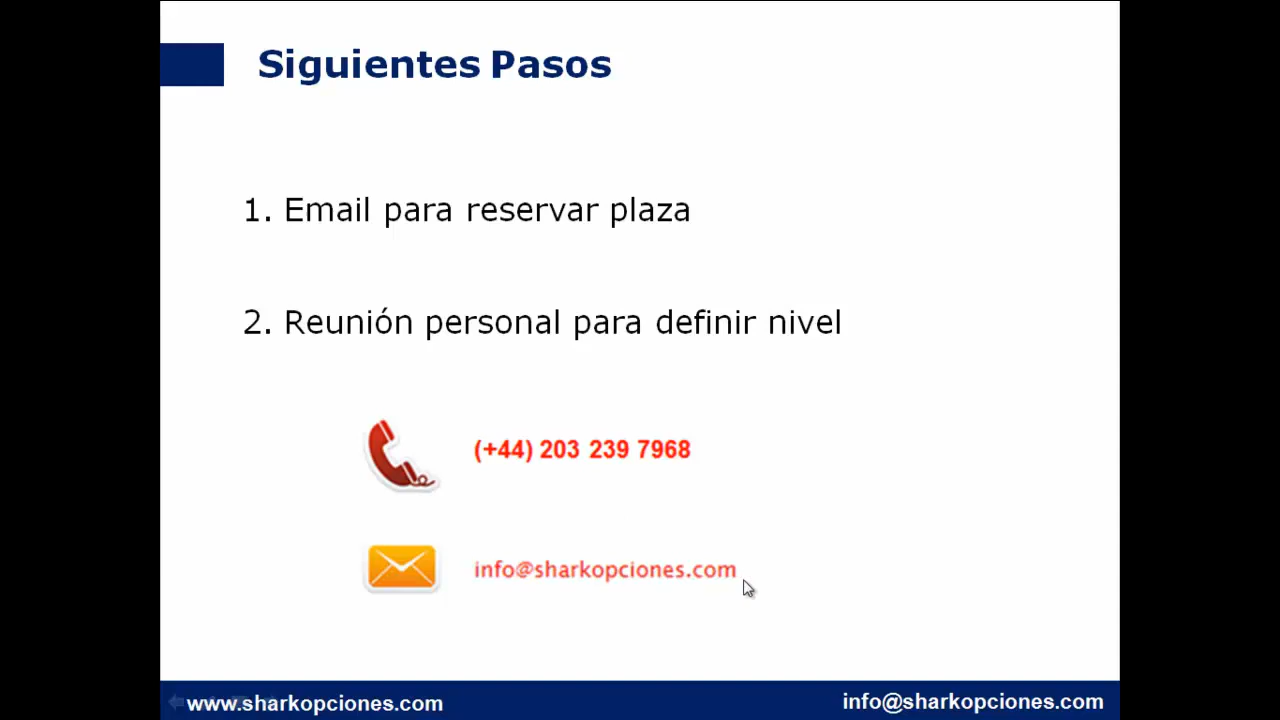 Siguientes Pasos
1. Email para reservar plaza
2. Reunión personal para definir nivel
(+44) 203 239 7968
info@sharkopciones.com
www.sharkopciones.com
info@sharkopciones.com